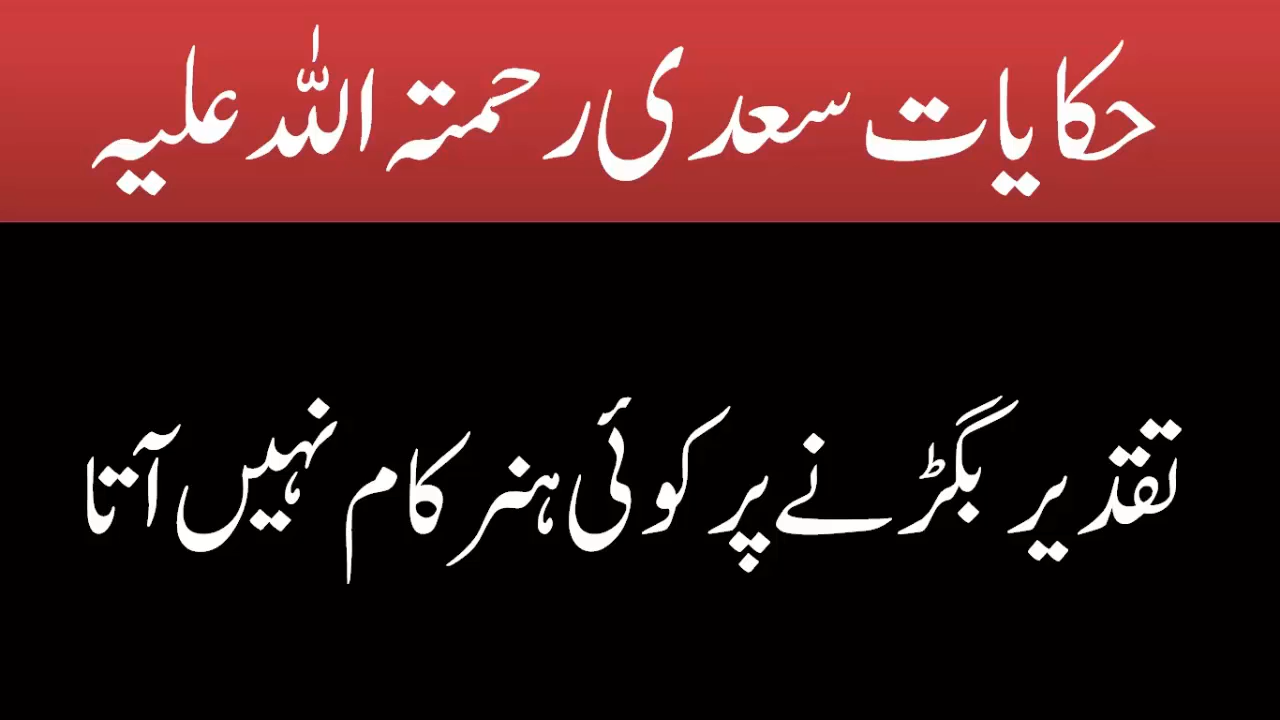 حکایات سعدی رحمتہ اللہ علیہ
تقدیر بگڑنے پر کوئی ہنر کام نہیں آتا